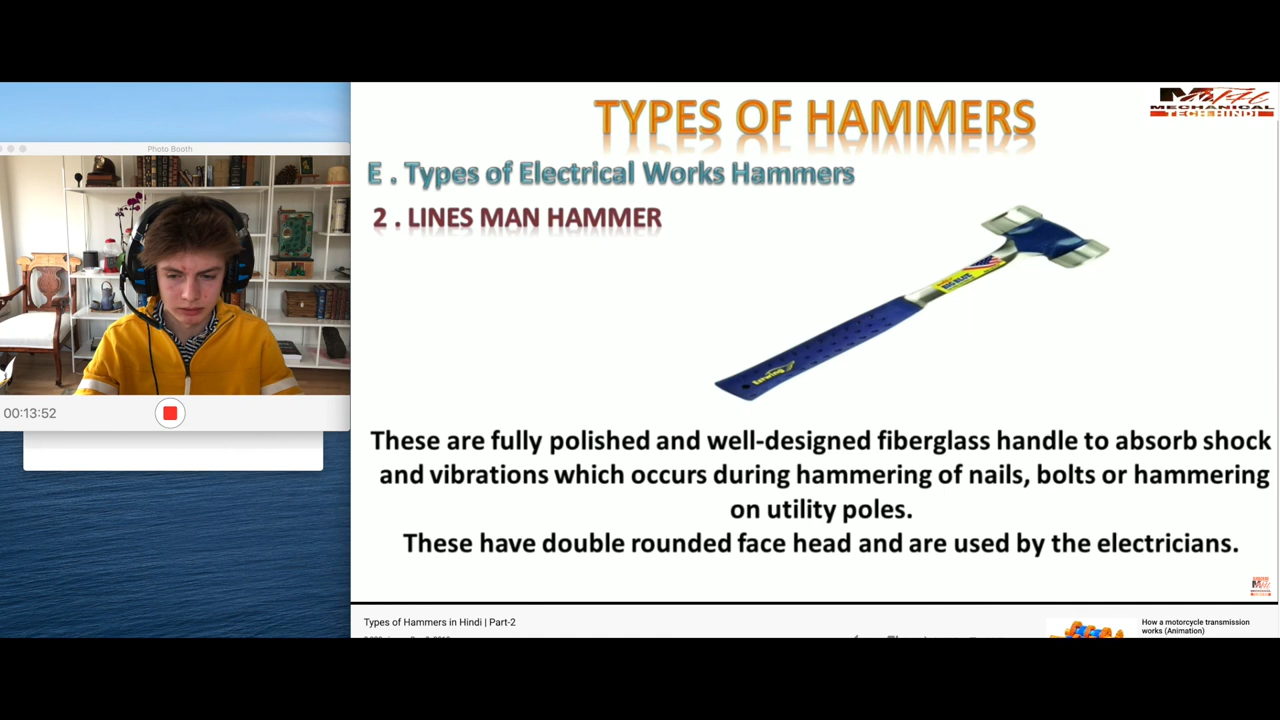 Photo Booth
00:13:52
TYPES OF HAMMERS
MECHANICAL
TECH HINDI
E . Types of Electrical Works Hammers
2 . LINES MAN HAMMER
Estwing
These are fully polished and well-designed fiberglass handle to absorb shock
and vibrations which occurs during hammering of nails, bolts or hammering
on utility poles.
These have double rounded face head and are used by the electricians.
Types of Hammers in Hindi | Part-2
How a motorcycle transmission
works (Animation)